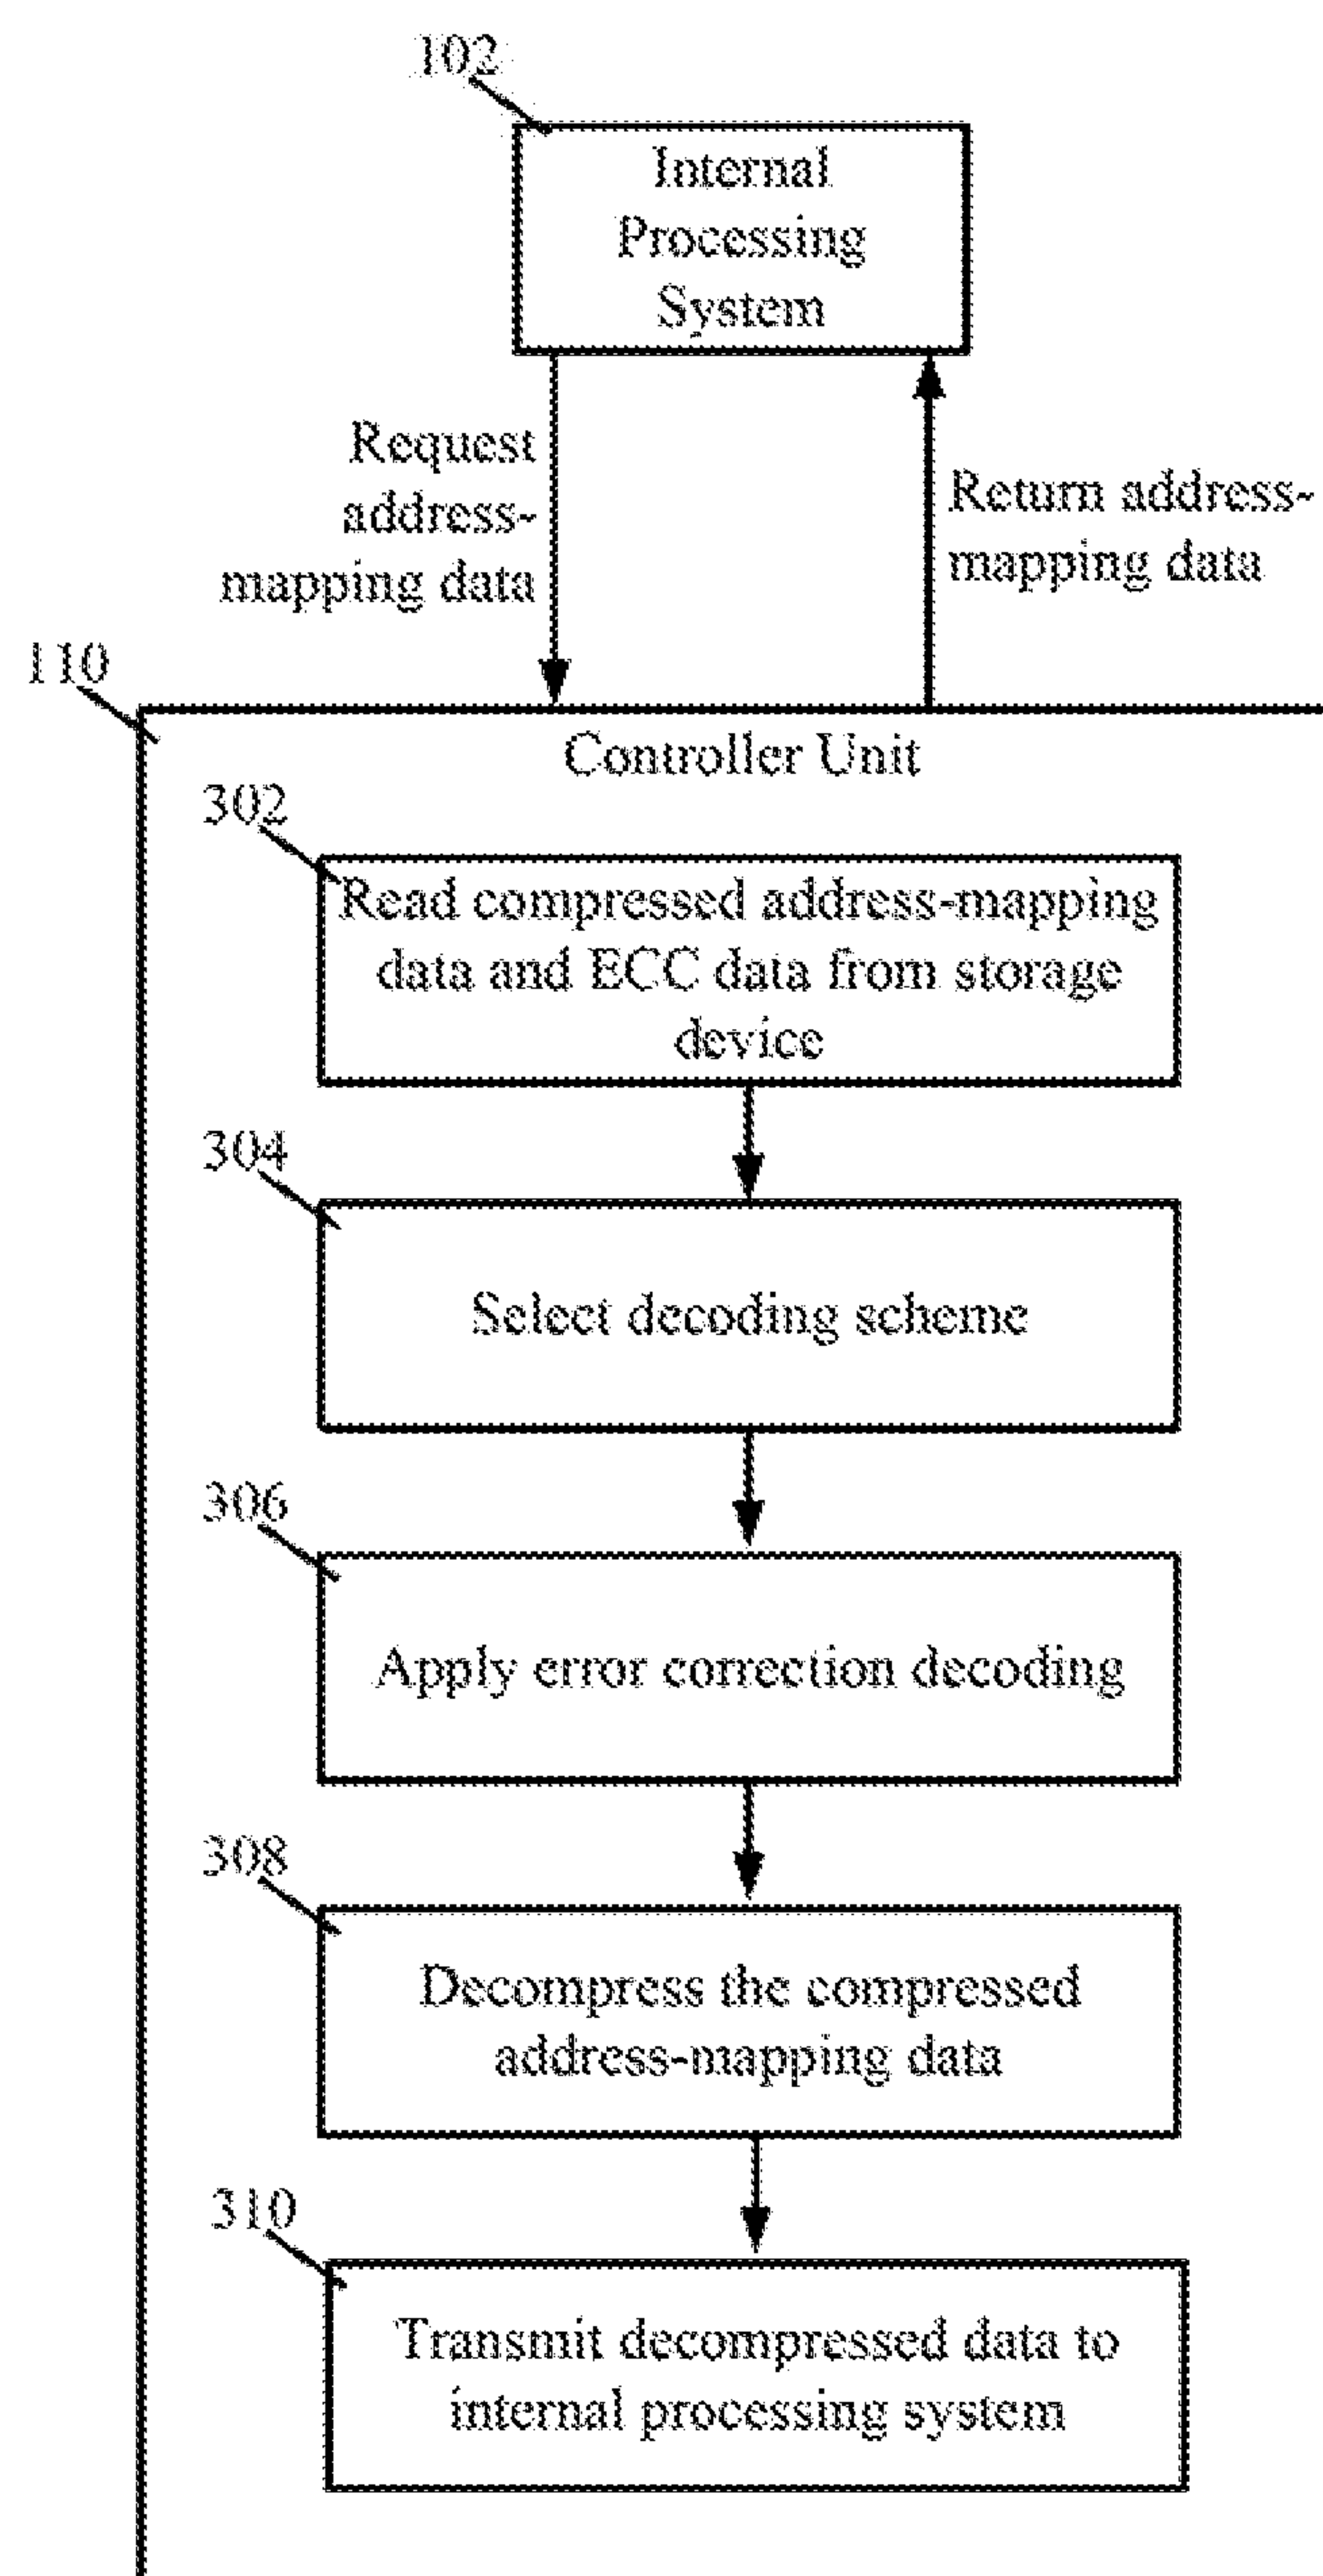 102
Internal
Processing
System
Request
address-
mapping data
Return address-
mapping data
110
Controller Unit
302
Read compressed address-mapping
data and ECC data from storage
device
304
Select decoding scheme
306
Apply error correction decoding
308
Decompress the compressed
address-mapping data
310
Transmit decompressed data to
internal processing system